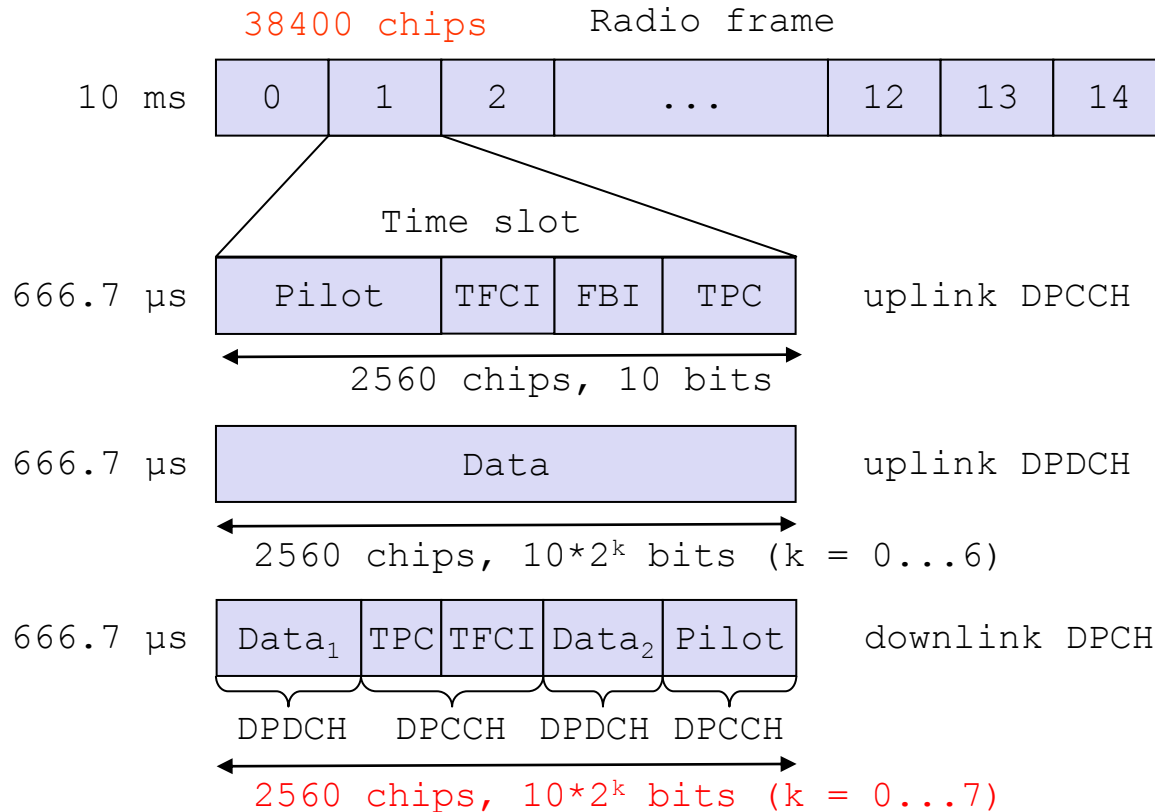 38400 chips Radio frame
10 ms 0 1 2 ... 12 13 14
Time slot
666.7 µs Pilot TFCI FBI TPC uplink DPCCH
2560 chips, 10 bits
666.7 µs Data uplink DPDCH
2560 chips, 10*2ᵏ bits (k = 0...6)
666.7 µs Data₁ TPC TFCI Data₂ Pilot downlink DPCH
DPDCH DPCCH DPDCH DPCCH
2560 chips, 10*2ᵏ bits (k = 0...7)